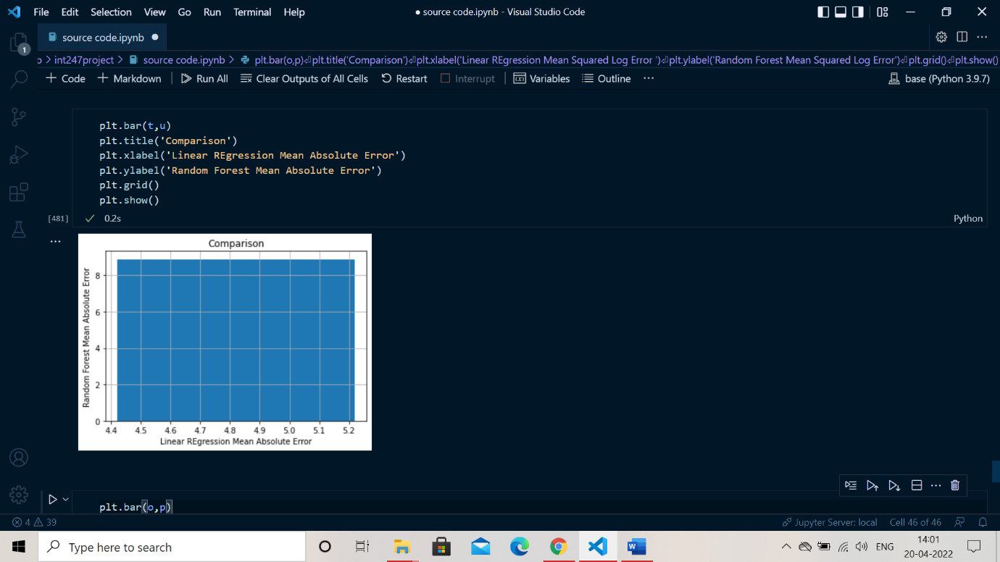 File Edit Selection View Go Run Terminal Help
● source code.ipynb - Visual Studio Code
source code.ipynb ●
1
> int247project > source code.ipynb > plt.bar(o,p)⏎plt.title('Comparison')⏎plt.xlabel('Linear REgression Mean Squared Log Error ')⏎plt.ylabel('Random Forest Mean Squared Log Error')⏎plt.grid()⏎plt.show()
+ Code + Markdown Run All Clear Outputs of All Cells Restart Interrupt Variables Outline ··· base (Python 3.9.7)
plt.bar(t,u)
plt.title('Comparison')
plt.xlabel('Linear REgression Mean Absolute Error')
plt.ylabel('Random Forest Mean Absolute Error')
plt.grid()
plt.show()
[481] ✓ 0.2s Python
...
Comparison
Random Forest Mean Absolute Error
8
6
4
2
0
4.4 4.5 4.6 4.7 4.8 4.9 5.0 5.1 5.2
Linear REgression Mean Absolute Error
plt.bar(o,p)
4 39 Jupyter Server: local Cell 46 of 46
Type here to search
W
ENG
14:01
20-04-2022